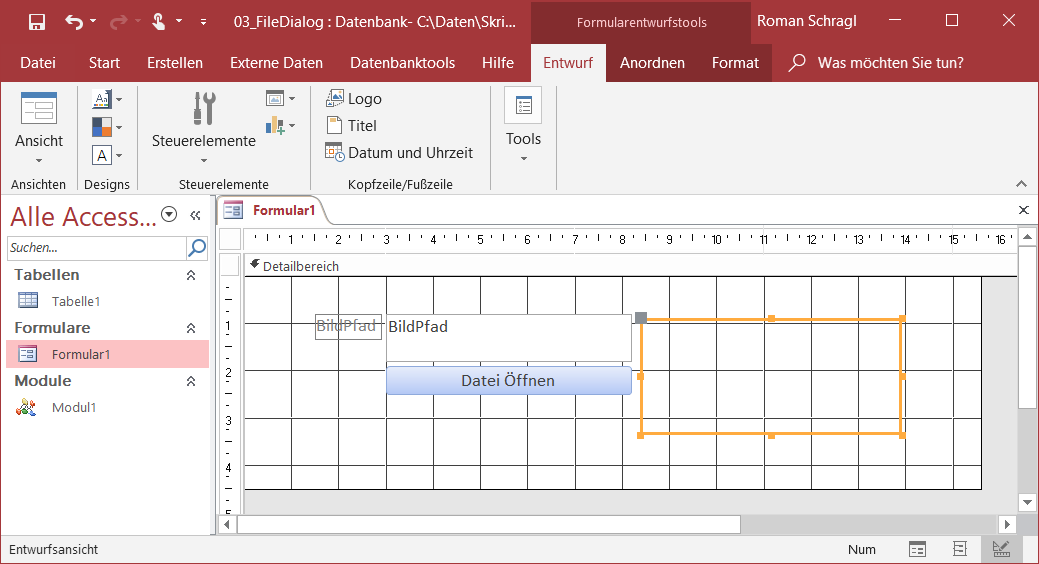 03_FileDialog : Datenbank- C:\Daten\Skri...
Formularentwurfstools
Roman Schragl
Datei Start Erstellen Externe Daten Datenbanktools Hilfe Entwurf Anordnen Format Was möchten Sie tun?
Logo
Aa
Titel
Ansicht
Steuerelemente
Tools
A
Datum und Uhrzeit
Ansichten Designs Steuerelemente Kopfzeile/Fußzeile
Alle Access...
Formular1
Suchen...
1 2 3 4 5 6 7 8 9 10 11 12 13 14 15 16
Detailbereich
Tabellen
Tabelle1
Formulare
Formular1
Module
Modul1
1
BildPfad BildPfad
2
Datei Öffnen
3
4
5
Entwurfsansicht
Num